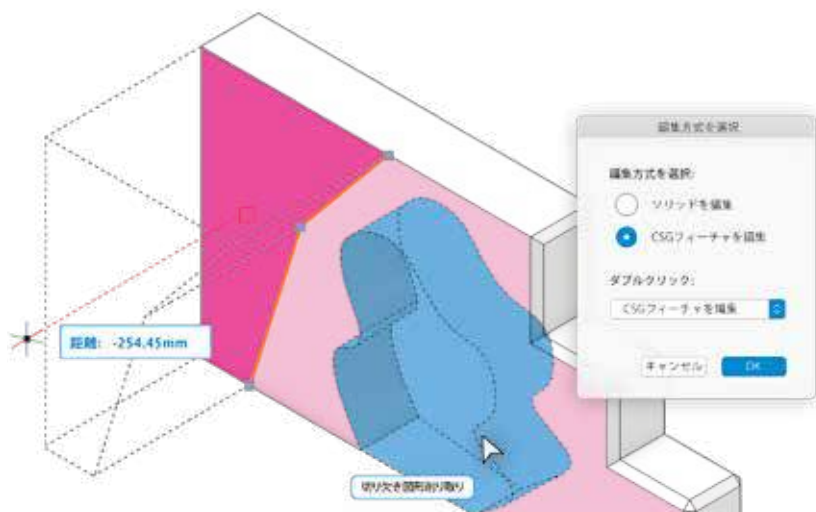 編集方式を選択
編集方式を選択:
ソリッドを編集
CSGフィーチャを編集
ダブルクリック:
CSGフィーチャを編集
キャンセル
OK
距離: -254.45mm
切り欠き図形削り取り